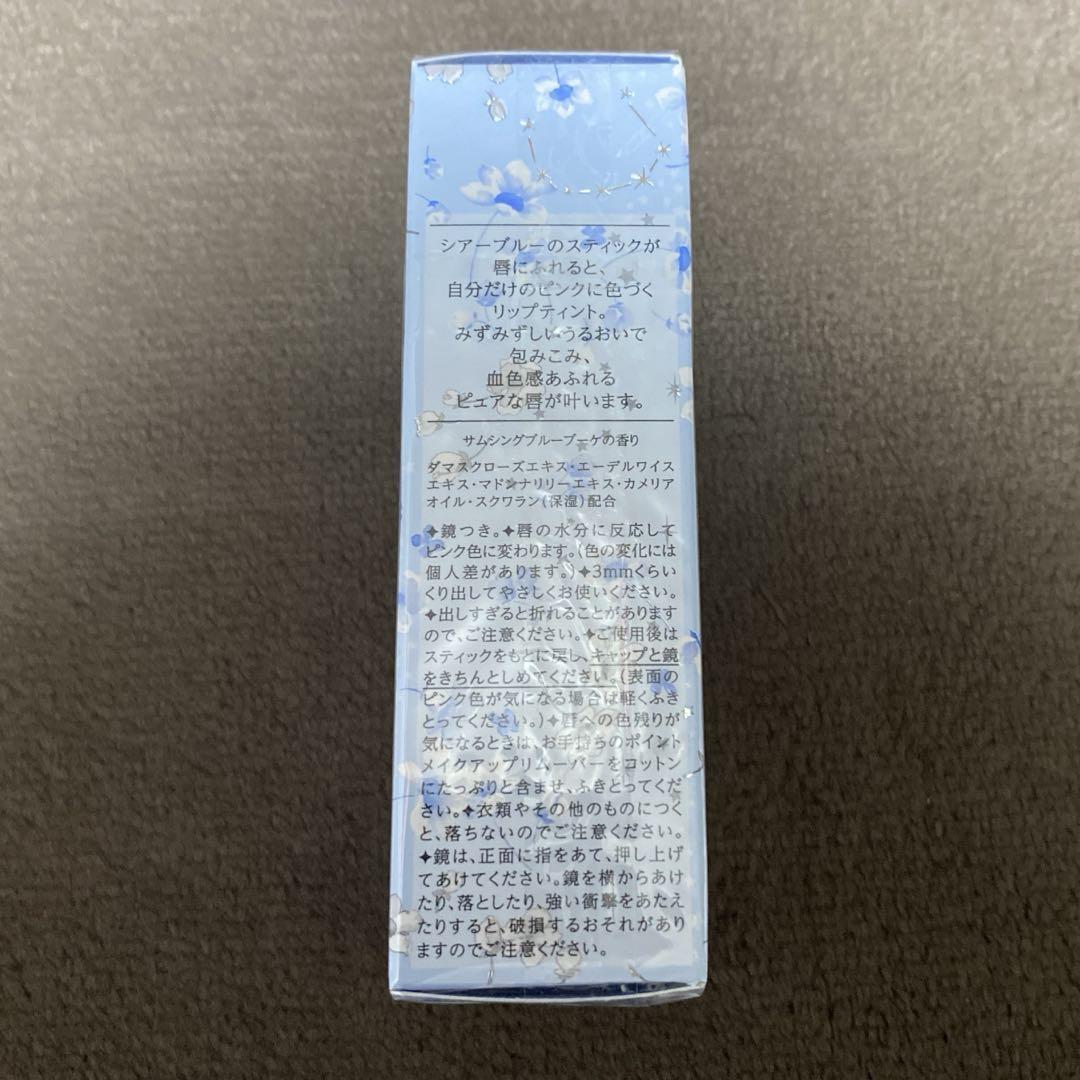 シアーブルーのスティックが
唇にふれると、
自分だけのピンクに色づく
リップティント。
みずみずしいうるおいで
包みこみ、
血色感あふれる
ピュアな唇が叶います。
サムシングブルーブーケの香り
ダマスクローズエキス・エーデルワイス
エキス・マドンナリリーエキス・カメリア
オイル・スクワラン(保湿)配合
✦鏡つき。✦唇の水分に反応して
ピンク色に変わります。(色の変化には
個人差があります。)✦3mmくらい
くり出してやさしくお使いください。
✦出しすぎると折れることがあります
ので、ご注意ください。✦ご使用後は
スティックをもとに戻し、キャップと鏡
をきちんとしめてください。(表面の
ピンク色が気になる場合は軽くふき
とってください。)✦唇への色残りが
気になるときは、お手持ちのポイント
メイクアップリムーバーをコットン
にたっぷりと含ませ、ふきとってくだ
さい。✦衣類やその他のものにつく
と、落ちないのでご注意ください。
✦鏡は、正面に指をあて、押し上げ
てあけてください。鏡を横からあけ
たり、落としたり、強い衝撃をあたえ
たりすると、破損するおそれがあり
ますのでご注意ください。